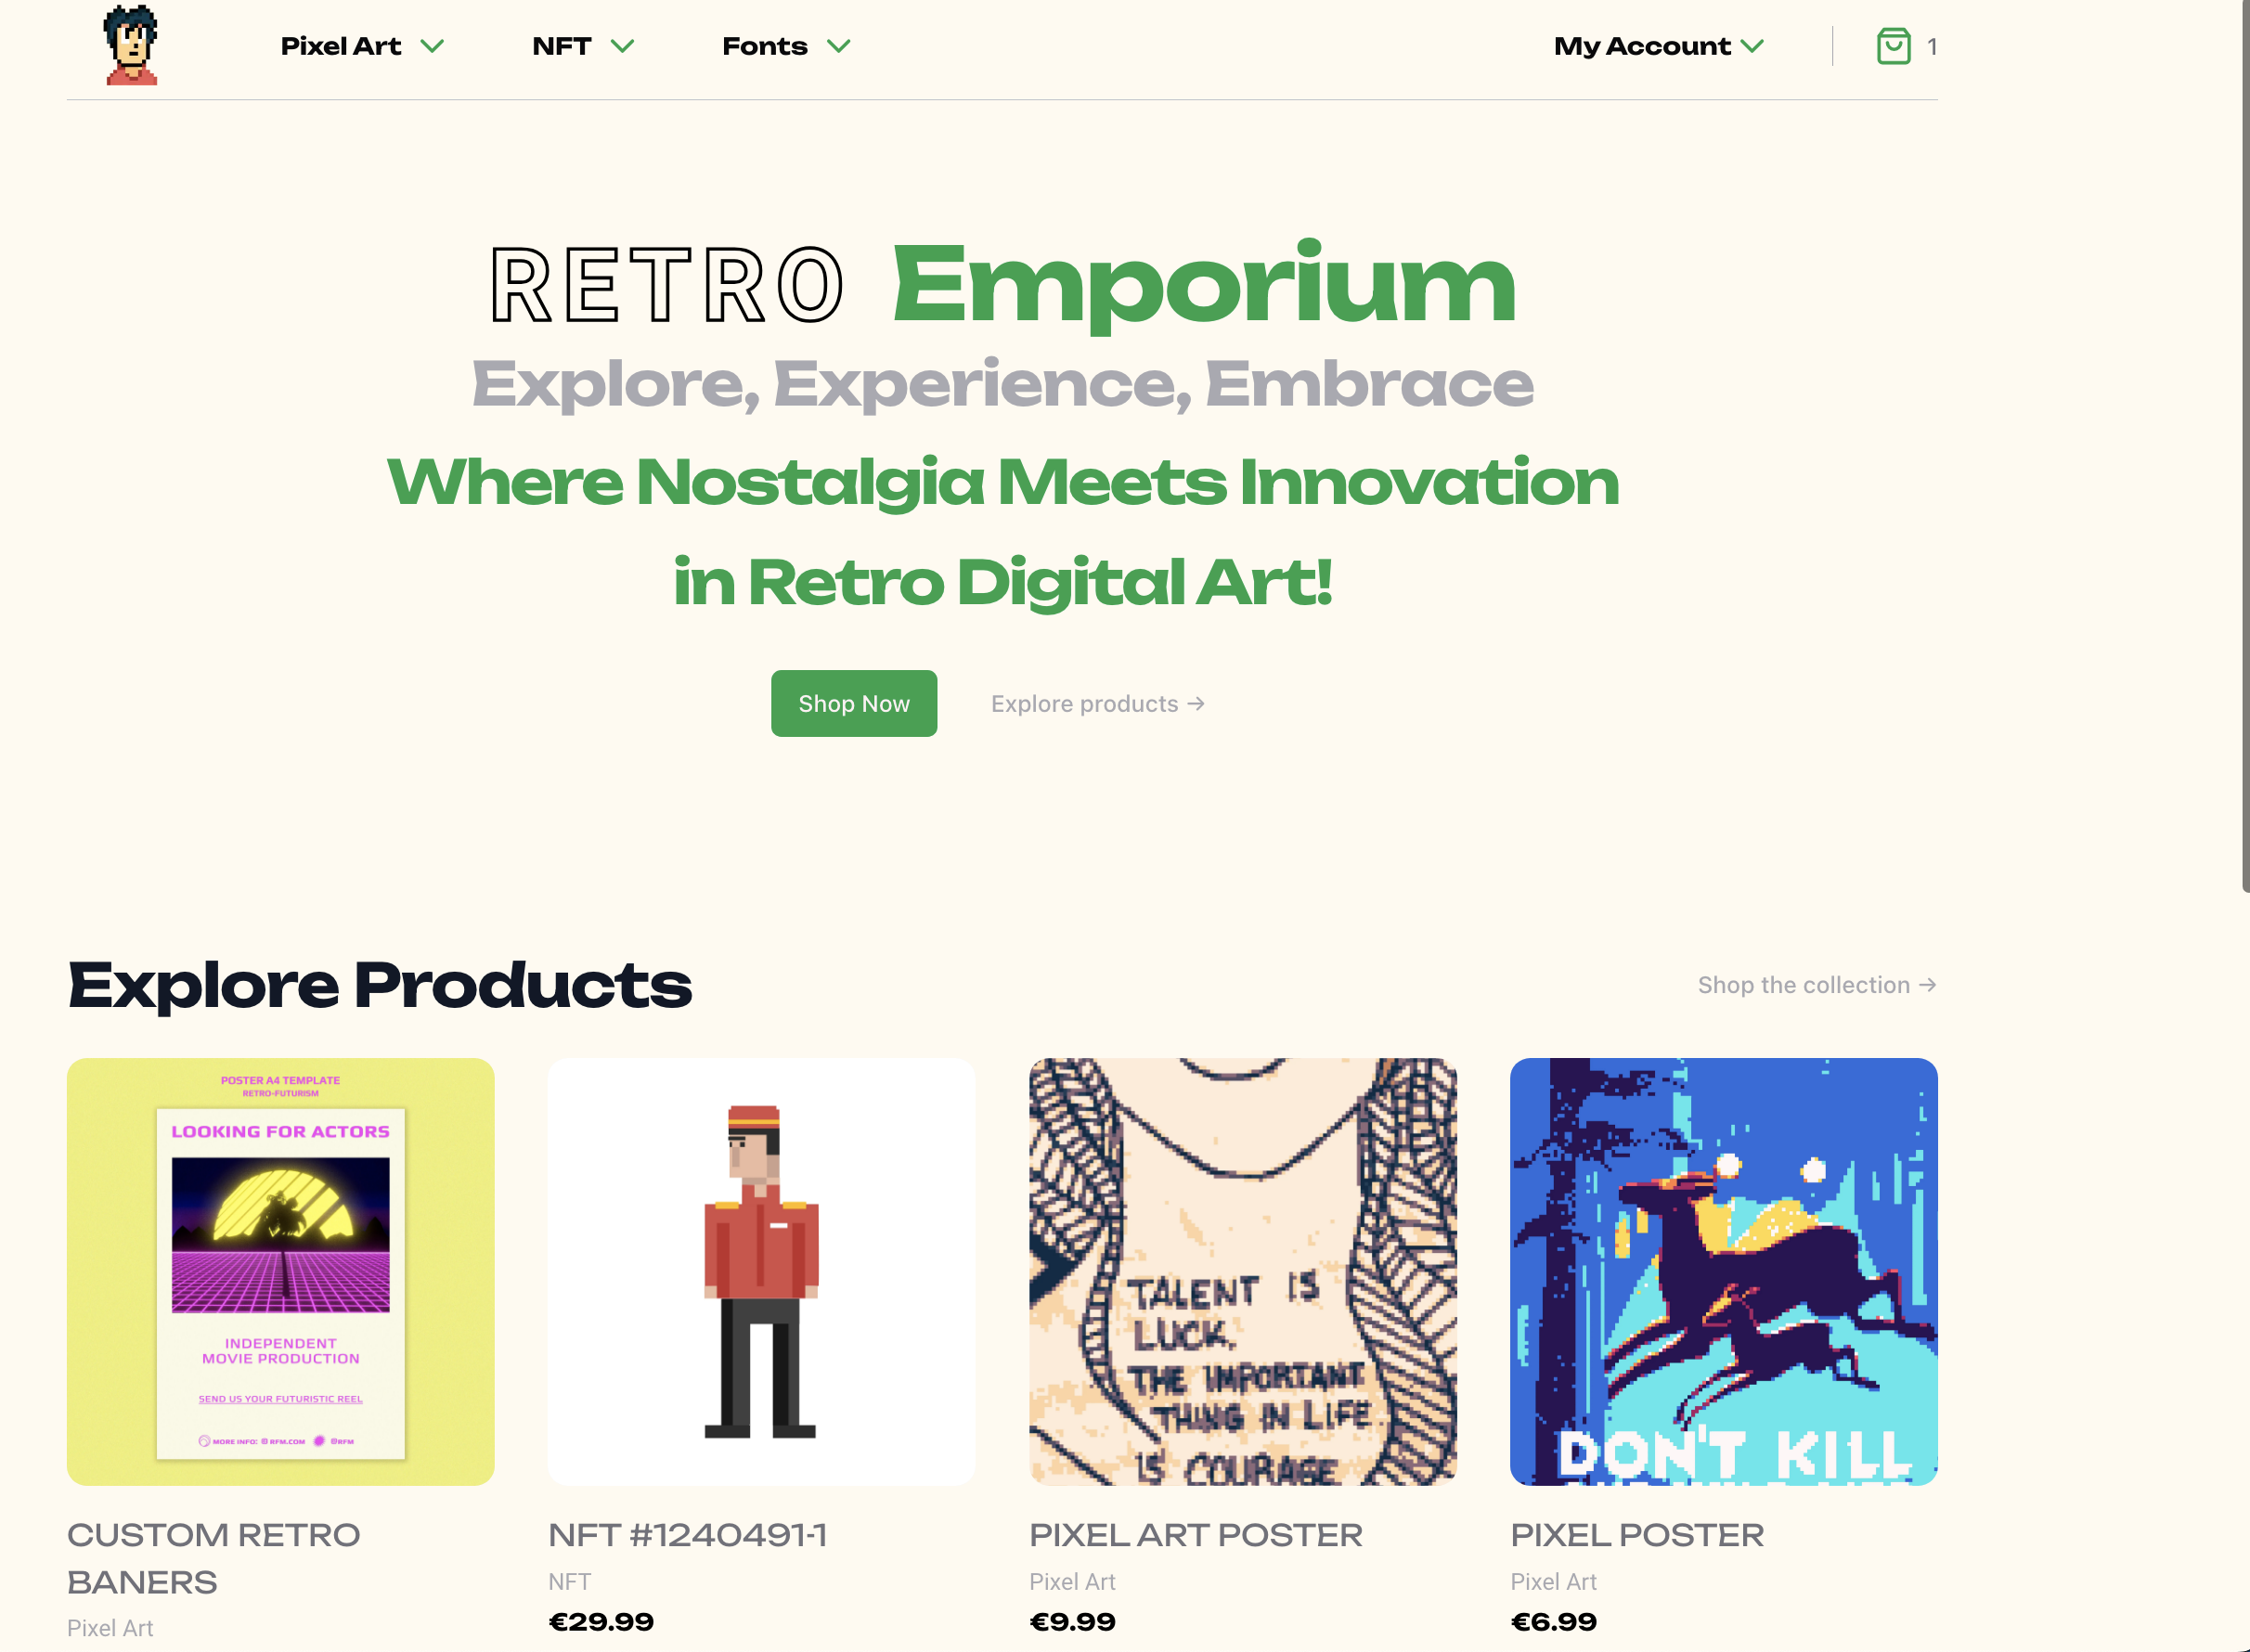 Pixel Art NFT Fonts My Account 1
RETRO Emporium
Explore, Experience, Embrace
Where Nostalgia Meets Innovation
in Retro Digital Art!
Shop Now Explore products →
Explore Products Shop the collection →
POSTER A4 TEMPLATE
RETRO-FUTURISM
LOOKING FOR ACTORS
INDEPENDENT
MOVIE PRODUCTION
SEND US YOUR FUTURISTIC REEL
MORE INFO: @RFM.COM @RFM
TALENT IS
LUCK.
THE IMPORTANT
THING IN LIFE
IS COURAGE
DON'T KILL
CUSTOM RETRO
BANERS
Pixel Art
NFT #1240491-1
NFT
€29.99
PIXEL ART POSTER
Pixel Art
€9.99
PIXEL POSTER
Pixel Art
€6.99